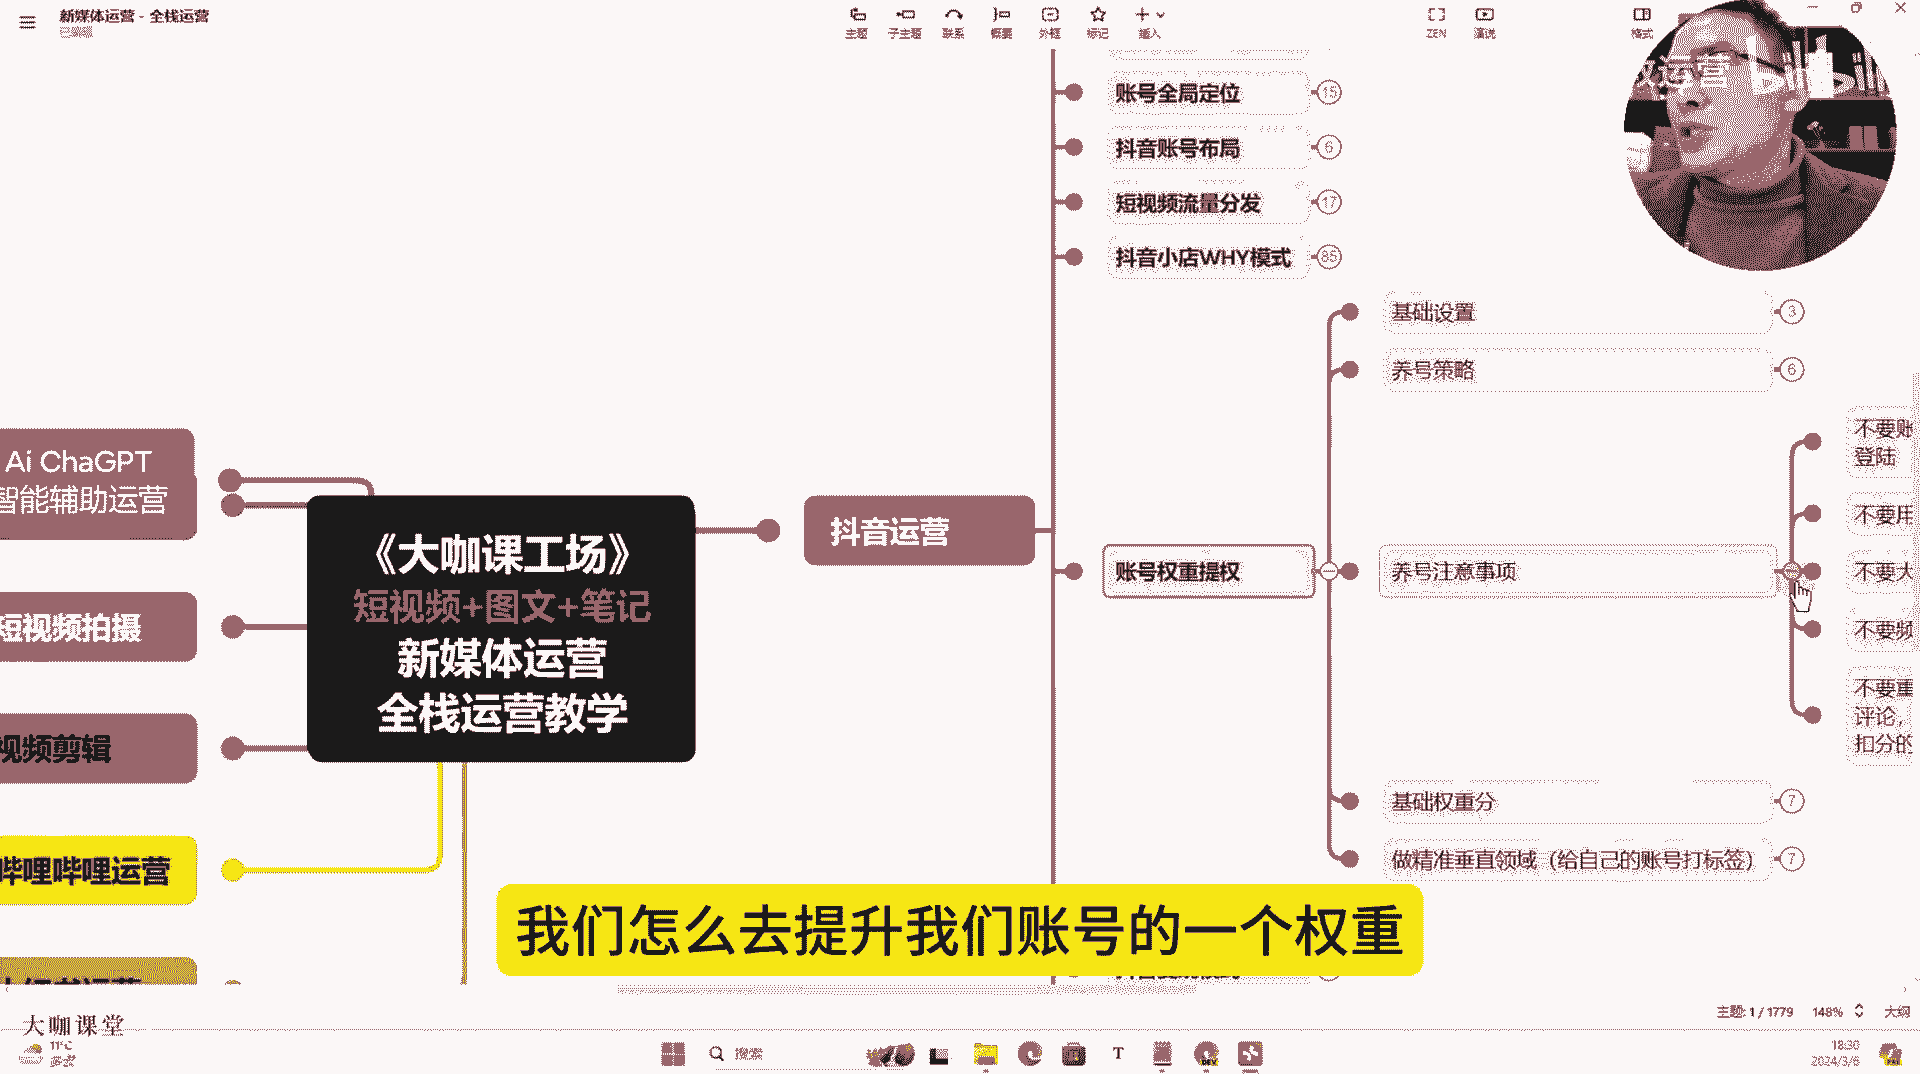 新媒体运营 - 全栈运营
已编辑
主题
子主题
联系
概要
外框
标记
插入
ZEN
演说
格式
账号全局定位
15
抖音账号布局
6
短视频流量分发
17
抖音小店WHY模式
85
基础设置
3
养号策略
6
不要账
登陆
不要用
账号权重提权
养号注意事项
不要大
不要频
不要重
评论，
扣分的
基础权重分
7
做精准垂直领域（给自己的账号打标签）
7
Ai ChaGPT
智能辅助运营
短视频拍摄
视频剪辑
哔哩哔哩运营
《大咖课工场》
短视频+图文+笔记
新媒体运营
全栈运营教学
抖音运营
我们怎么去提升我们账号的一个权重
主题: 1 / 1779
148%
大纲
大咖课堂
11°C
多云
搜索
18:30
2024/3/6